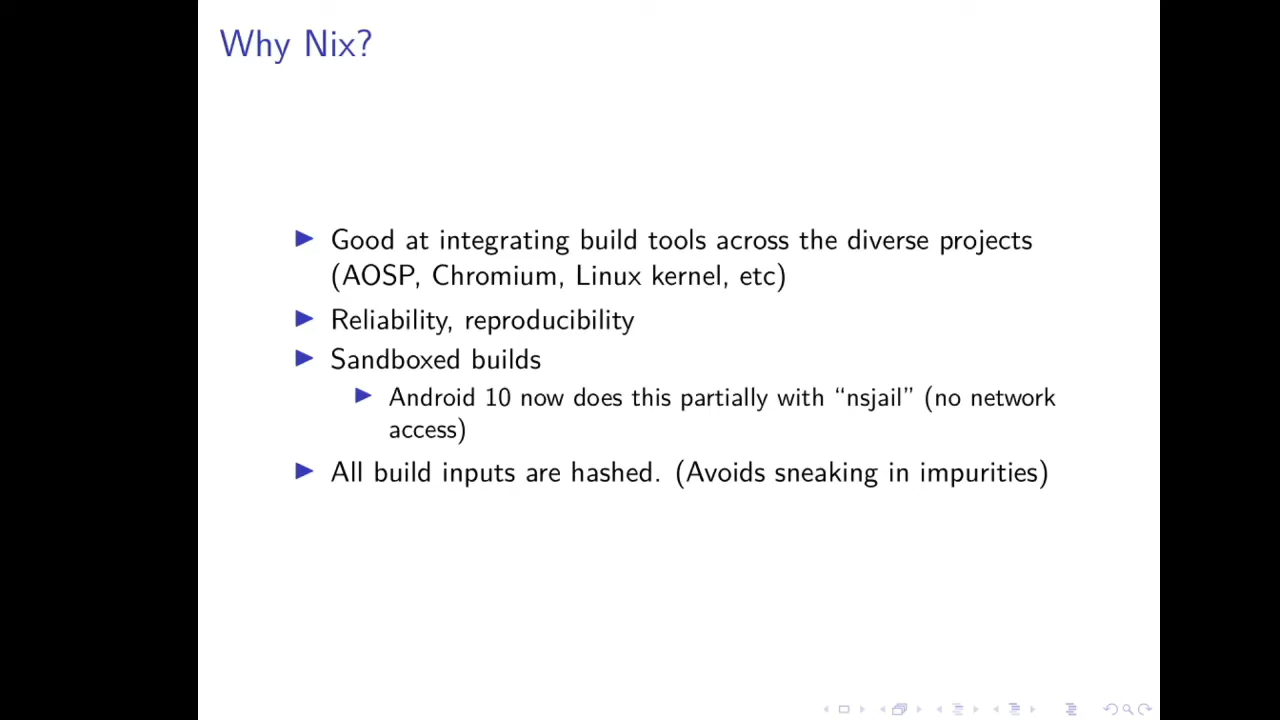 Why Nix?
Good at integrating build tools across the diverse projects
(AOSP, Chromium, Linux kernel, etc)
Reliability, reproducibility
Sandboxed builds
Android 10 now does this partially with “nsjail” (no network
access)
All build inputs are hashed. (Avoids sneaking in impurities)